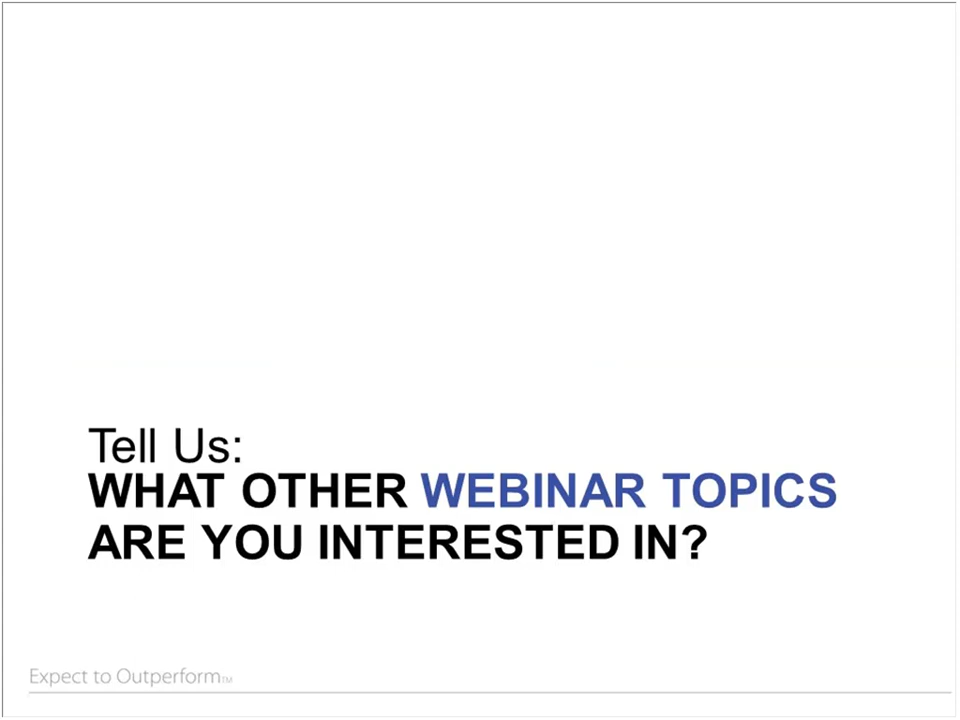 Tell Us:
WHAT OTHER WEBINAR TOPICS
ARE YOU INTERESTED IN?
Expect to Outperform™